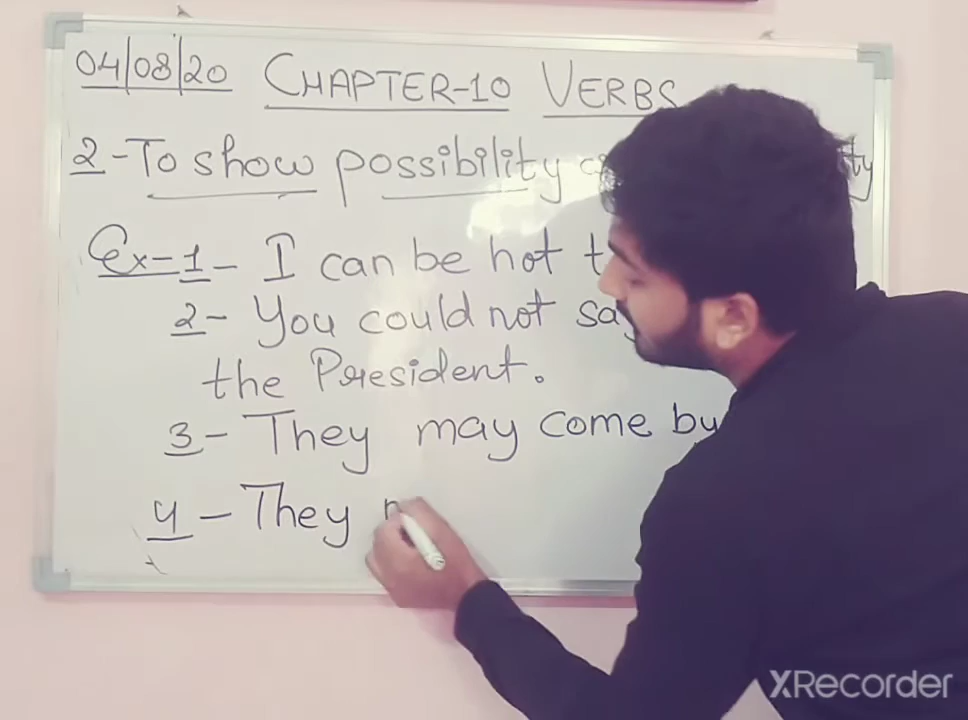 04/08/20 CHAPTER-10 VERBS
2-To show possibility
Ex-1- I can be hot
2- You could not say
the President.
3- They may come by
4- They
XRecorder